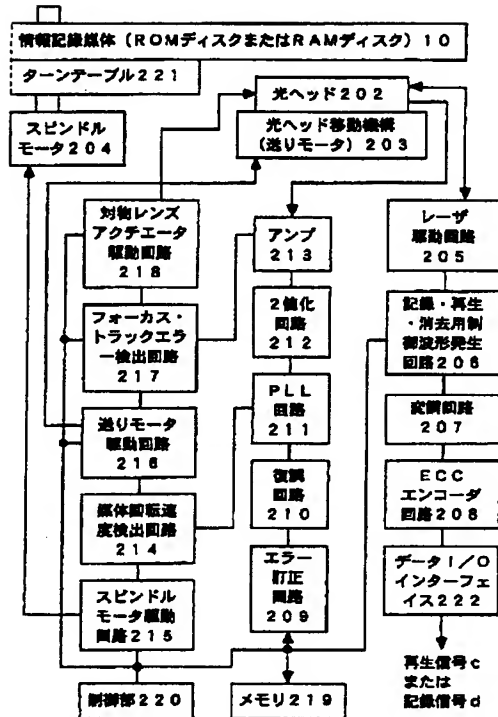 情報記録媒体（ROMディスクまたはRAMディスク）10
ターンテーブル221
光ヘッド202
スピンドル
モータ204
光ヘッド移動機構
(送りモータ)203
対物レンズ
アクチエータ
駆動回路
218
アンプ
213
レーザ
駆動回路
205
フォーカス・
トラックエラ
ー検出回路
217
2値化
回路
212
記録・再生
・消去用制
御波形発生
回路206
送りモータ
駆動回路
216
PLL
回路
211
変調回路
207
媒体回転速
度検出回路
214
復調
回路
210
ECC
エンコーダ
回路208
スピンドル
モータ駆動
回路215
エラー
訂正
回路
209
データI/O
インターフェ
イス222
制御部220
メモリ219
再生信号c
または
記録信号d